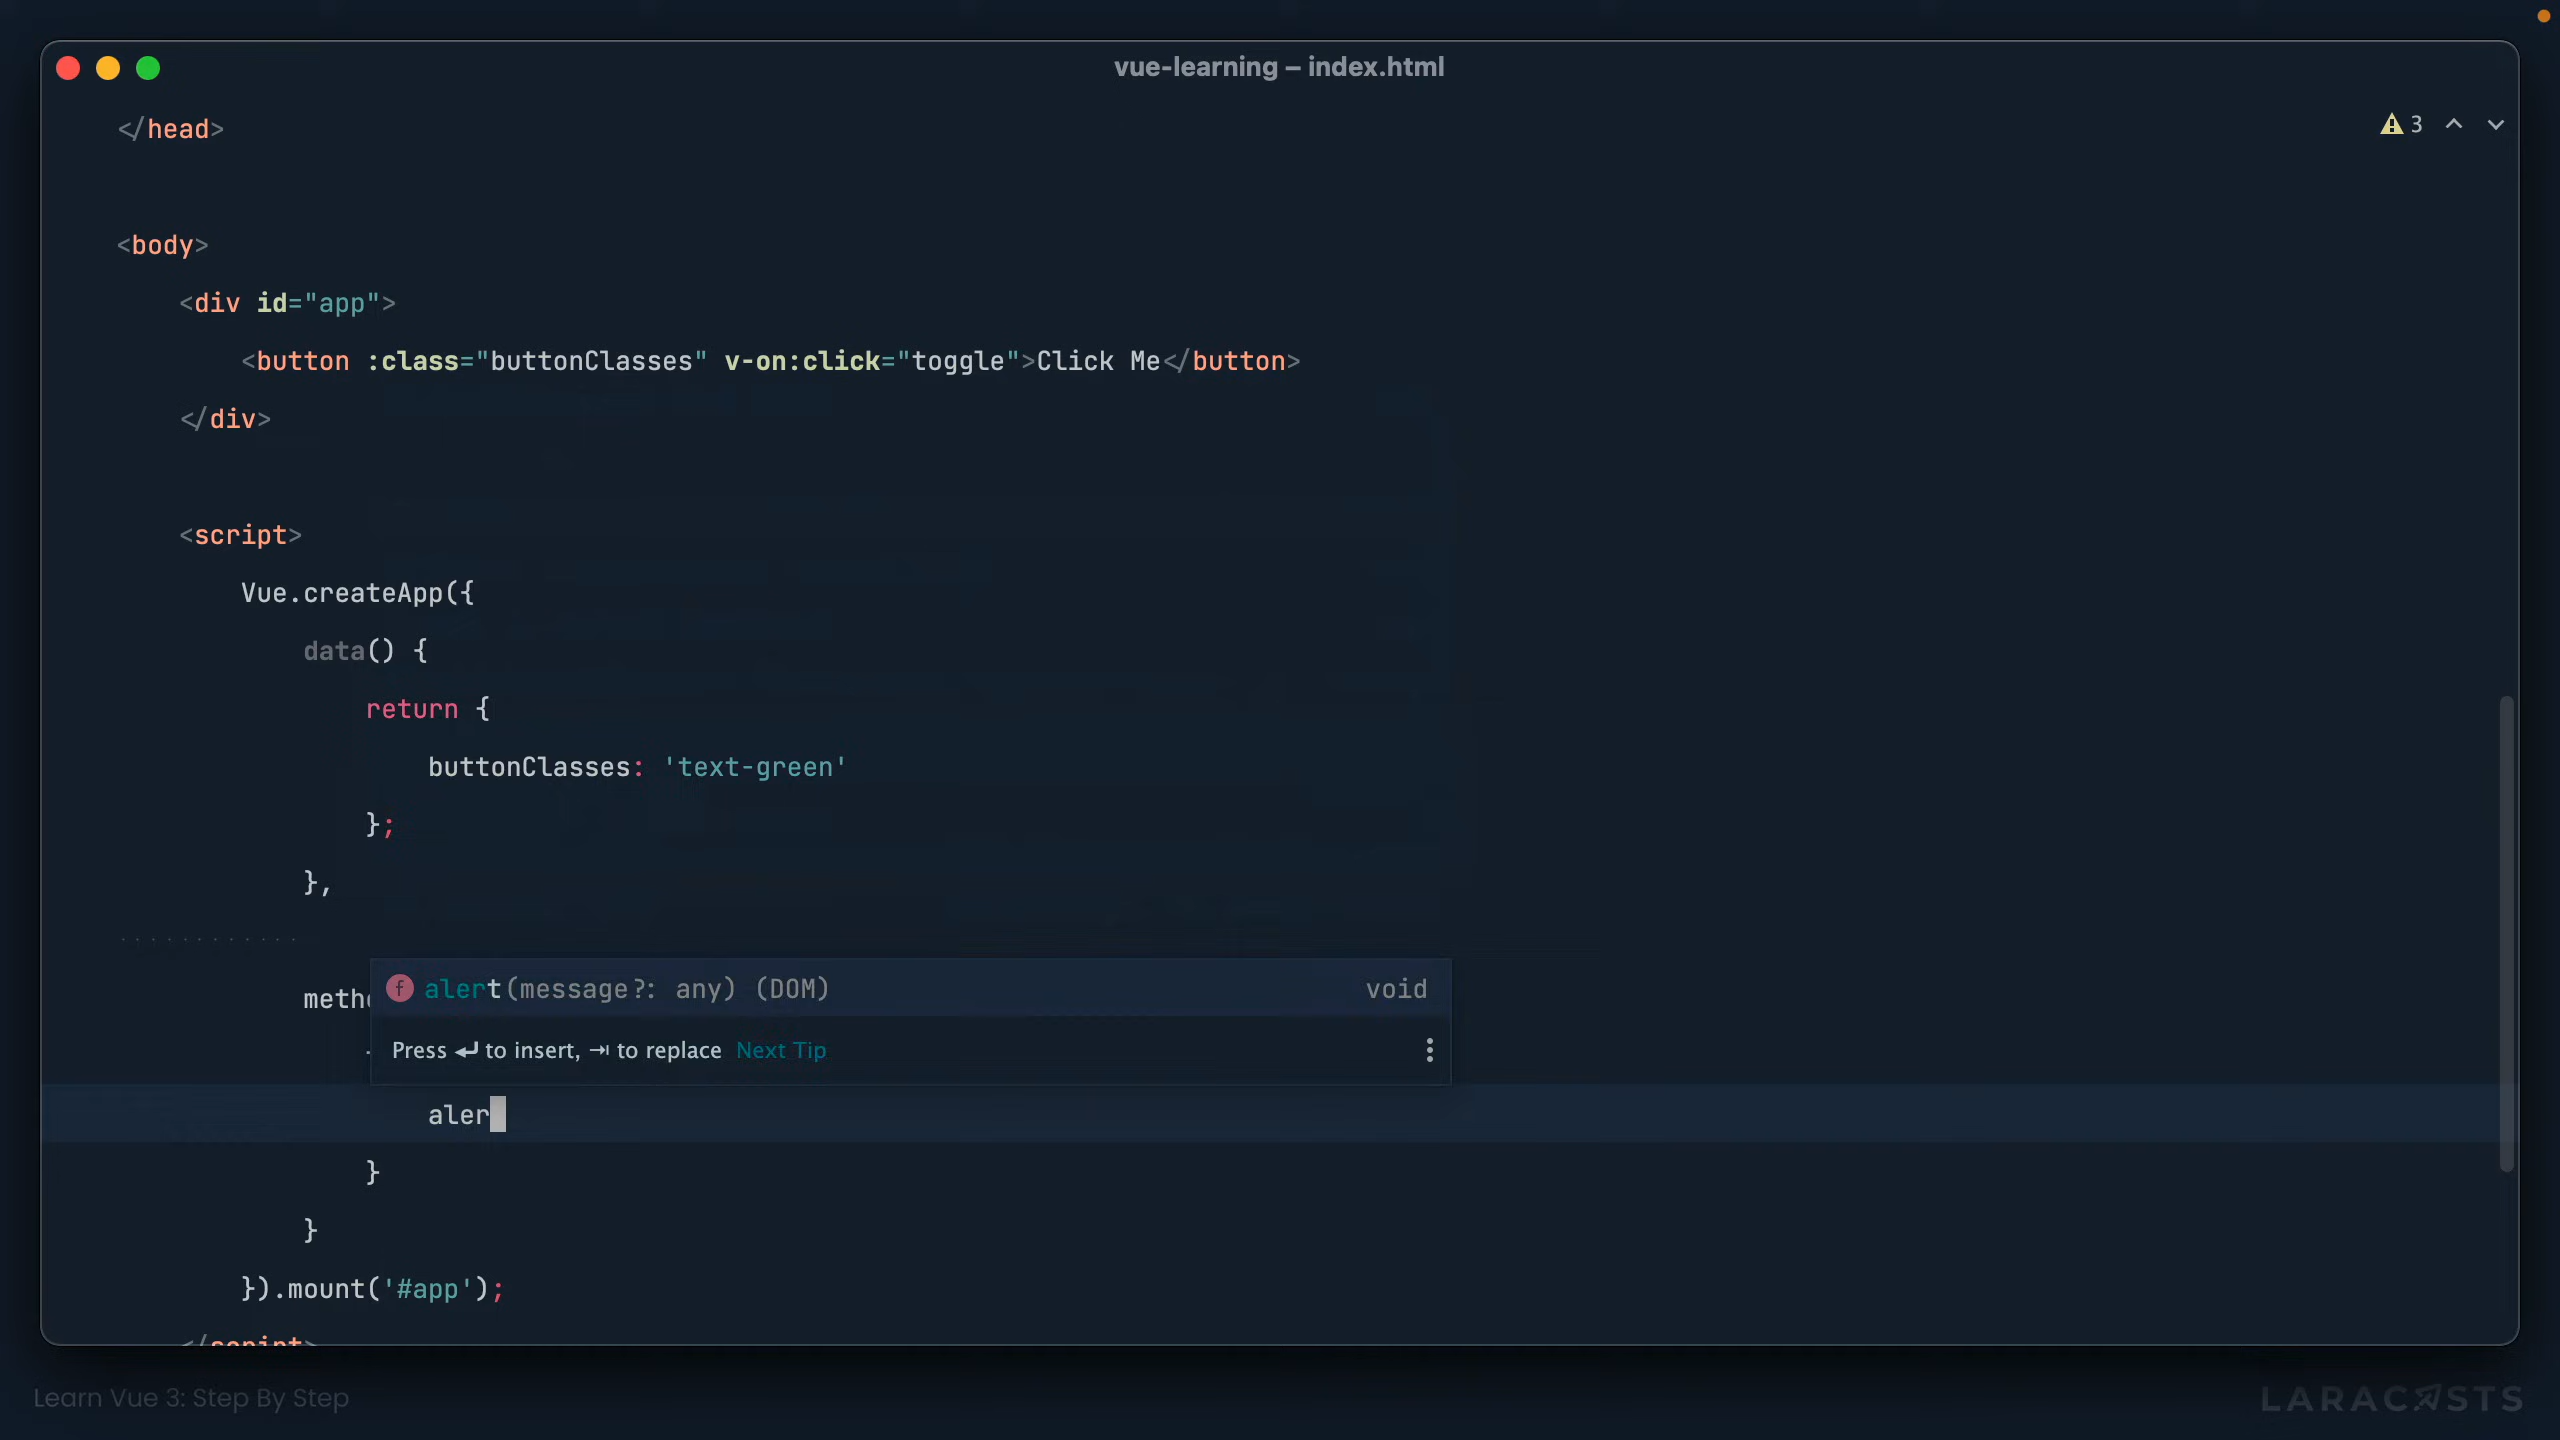 vue-learning – index.html
</head>
3
<body>
<div id="app">
<button :class="buttonClasses" v-on:click="toggle">Click Me</button>
</div>
<script>
Vue.createApp({
data() {
return {
buttonClasses: 'text-green'
};
},
alert(message?: any) (DOM) void
Press ↵ to insert, ⇥ to replace Next Tip
aler
}
}
}).mount('#app');
</script>
Learn Vue 3: Step By Step
LARACASTS